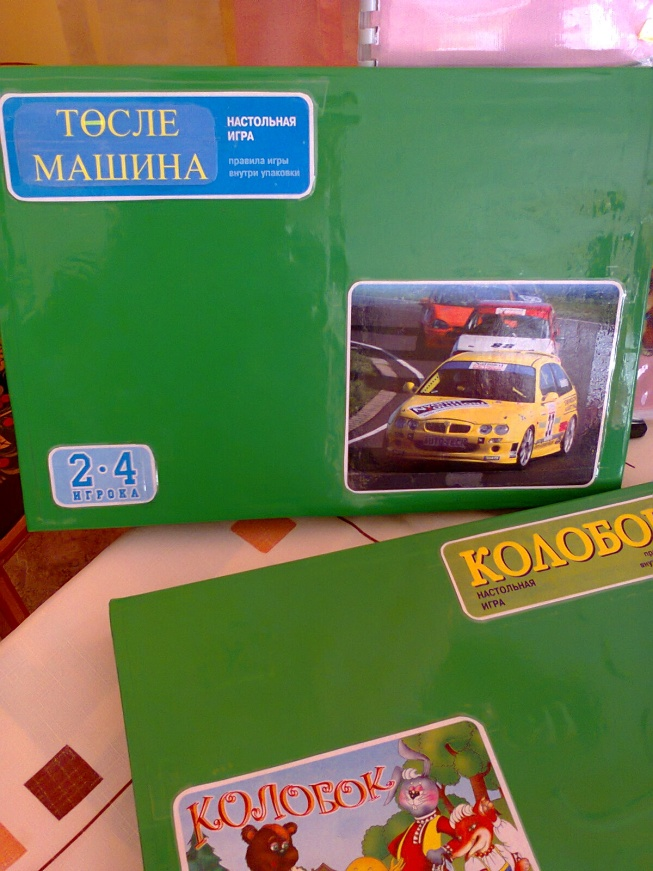 ТӨСЛЕ
МАШИНА
НАСТОЛЬНАЯ
ИГРА
правила игры
внутри упаковки
2-4
ИГРОКА
КОЛОБОК
НАСТОЛЬНАЯ
ИГРА
КОЛОБОК